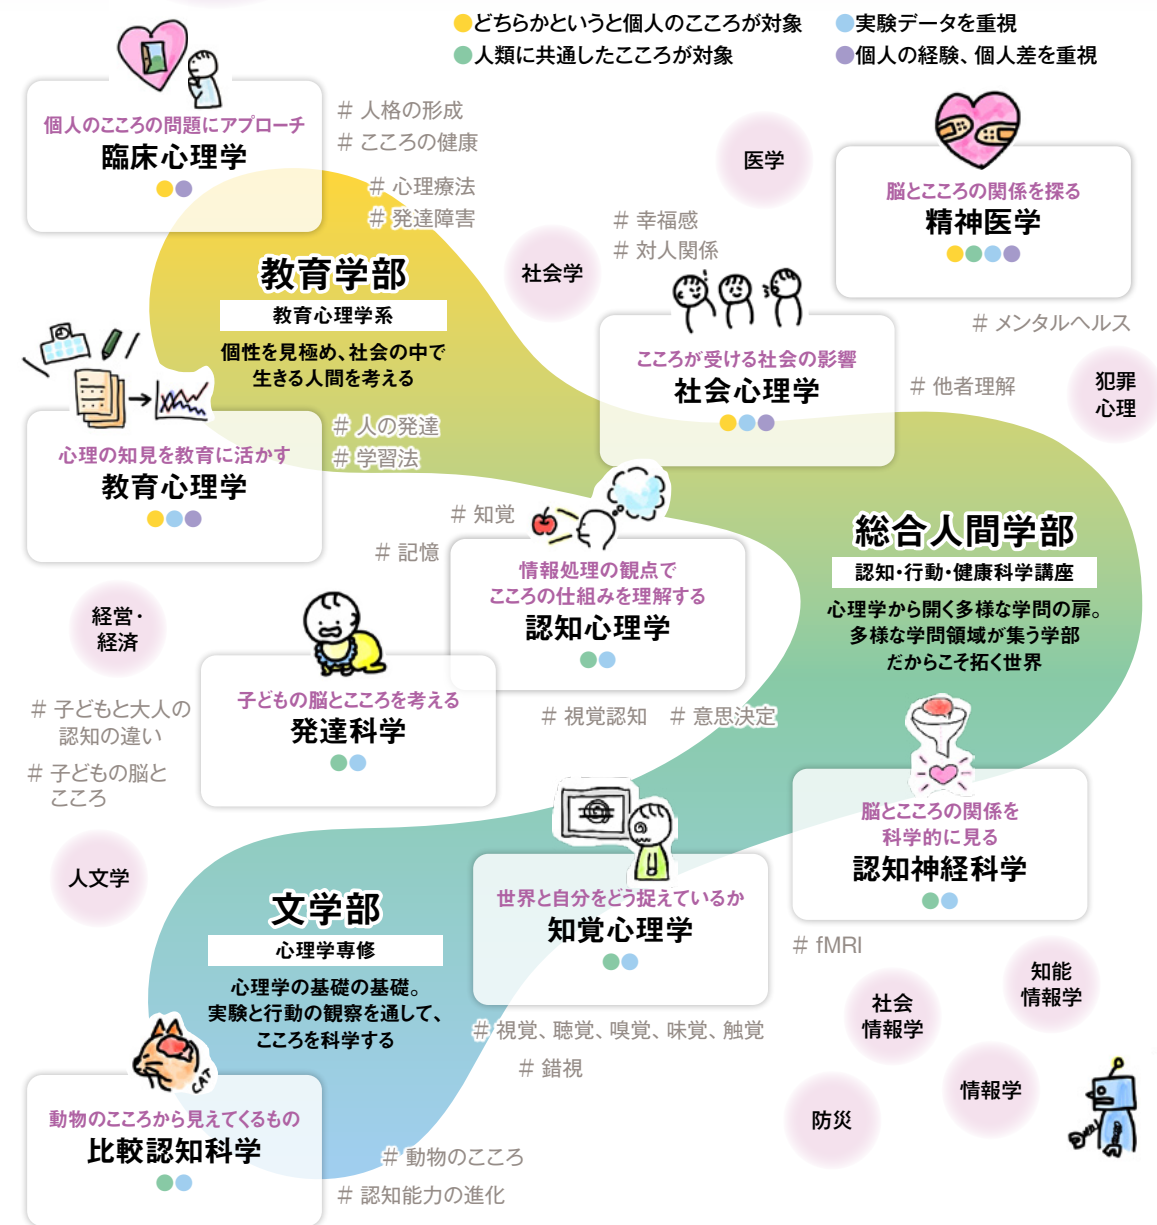 どちらかというと個人のこころが対象
実験データを重視
人類に共通したこころが対象
個人の経験、個人差を重視
個人のこころの問題にアプローチ
臨床心理学
# 人格の形成
# こころの健康
# 心理療法
# 発達障害
医学
脳とこころの関係を探る
精神医学
# メンタルヘルス
教育学部
教育心理学系
個性を見極め、社会の中で
生きる人間を考える
社会学
# 幸福感
# 対人関係
こころが受ける社会の影響
社会心理学
# 他者理解
犯罪
心理
心理の知見を教育に活かす
教育心理学
# 人の発達
# 学習法
# 知覚
# 記憶
情報処理の観点で
こころの仕組みを理解する
認知心理学
# 視覚認知
# 意思決定
総合人間学部
認知・行動・健康科学講座
心理学から開く多様な学問の扉。
多様な学問領域が集う学部
だからこそ拓く世界
経営・
経済
子どもの脳とこころを考える
発達科学
# 子どもと大人の
認知の違い
# 子どもの脳と
こころ
人文学
脳とこころの関係を
科学的に見る
認知神経科学
# fMRI
世界と自分をどう捉えているか
知覚心理学
# 視覚、聴覚、嗅覚、味覚、触覚
# 錯視
文学部
心理学専修
心理学の基礎の基礎。
実験と行動の観察を通して、
こころを科学する
CAT
動物のこころから見えてくるもの
比較認知科学
# 動物のこころ
# 認知能力の進化
社会
情報学
知能
情報学
情報学
防災